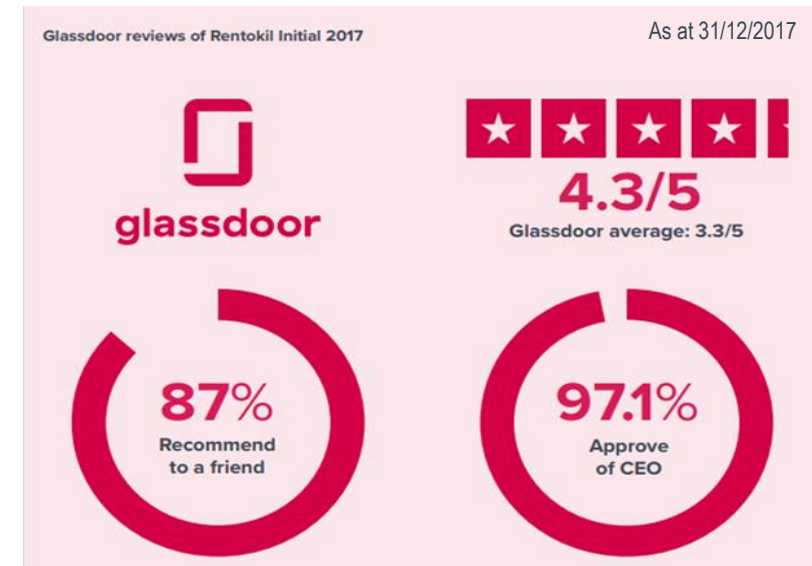 Glassdoor reviews of Rentokil Initial 2017
As at 31/12/2017
glassdoor
4.3/5
Glassdoor average: 3.3/5
87%
Recommend
to a friend
97.1%
Approve
of CEO